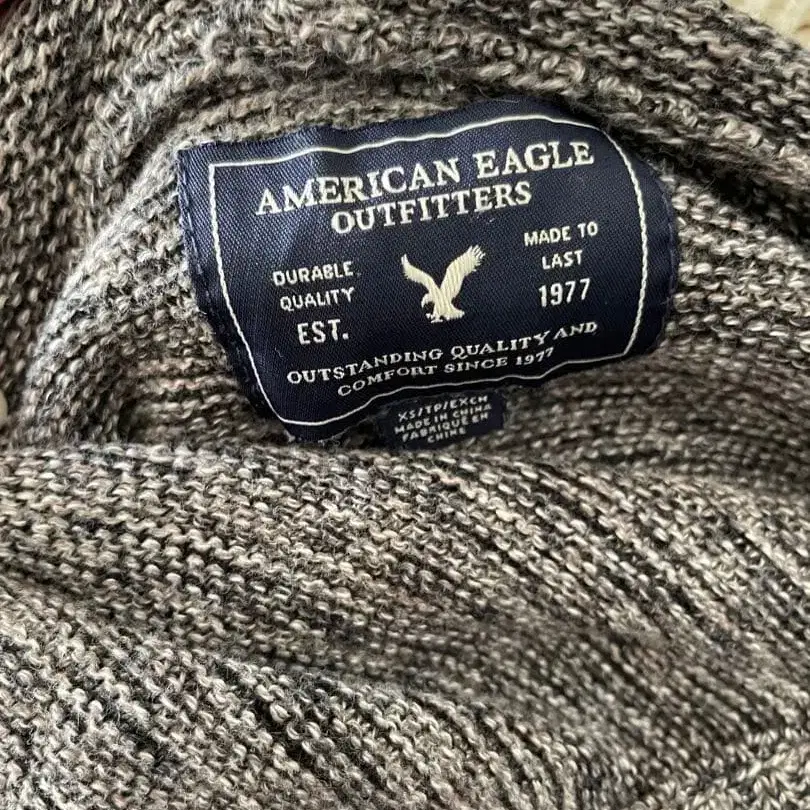 AMERICAN EAGLE
OUTFITTERS
DURABLE
QUALITY
EST.
MADE TO
LAST
1977
OUTSTANDING QUALITY AND
COMFORT SINCE 1977
XS/TP/EXCH
MADE IN CHINA
FABRIQUE EN
CHINE